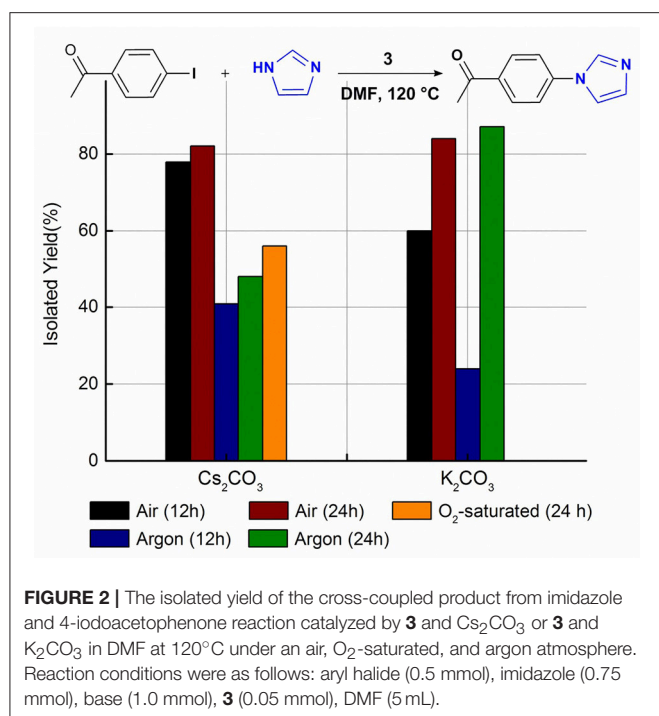 O
I
+
HN
N
3
DMF, 120 °C
O
N
N
Isolated Yield(%)
80
60
40
20
0
Cs₂CO₃
K₂CO₃
Air (12h)
Air (24h)
O₂-saturated (24 h)
Argon (12h)
Argon (24h)
FIGURE 2 | The isolated yield of the cross-coupled product from imidazole
and 4-iodoacetophenone reaction catalyzed by 3 and Cs₂CO₃ or 3 and
K₂CO₃ in DMF at 120°C under an air, O₂-saturated, and argon atmosphere.
Reaction conditions were as follows: aryl halide (0.5 mmol), imidazole (0.75
mmol), base (1.0 mmol), 3 (0.05 mmol), DMF (5 mL).